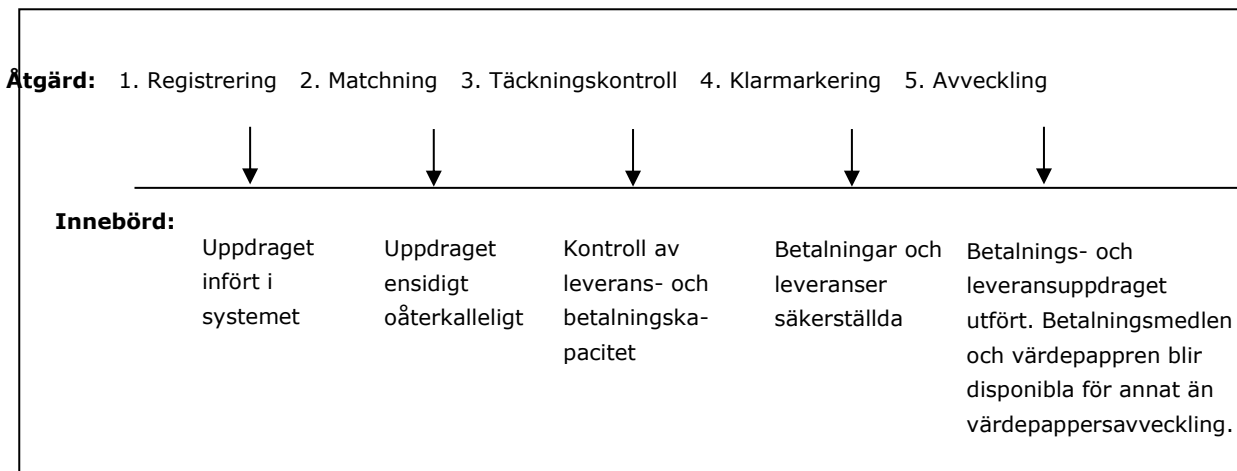 Åtgärd: 1. Registrering 2. Matchning 3. Täckningskontroll 4. Klarmarkering 5. Avveckling
Innebörd:
Uppdraget
infört i
systemet
Uppdraget
ensidigt
oåterkalleligt
Kontroll av
leverans- och
betalningska-
pacitet
Betalningar och
leveranser
säkerställda
Betalnings- och
leveransuppdraget
utfört. Betalningsmedlen
och värdepappren blir
disponibla för annat än
värdepappersavveckling.